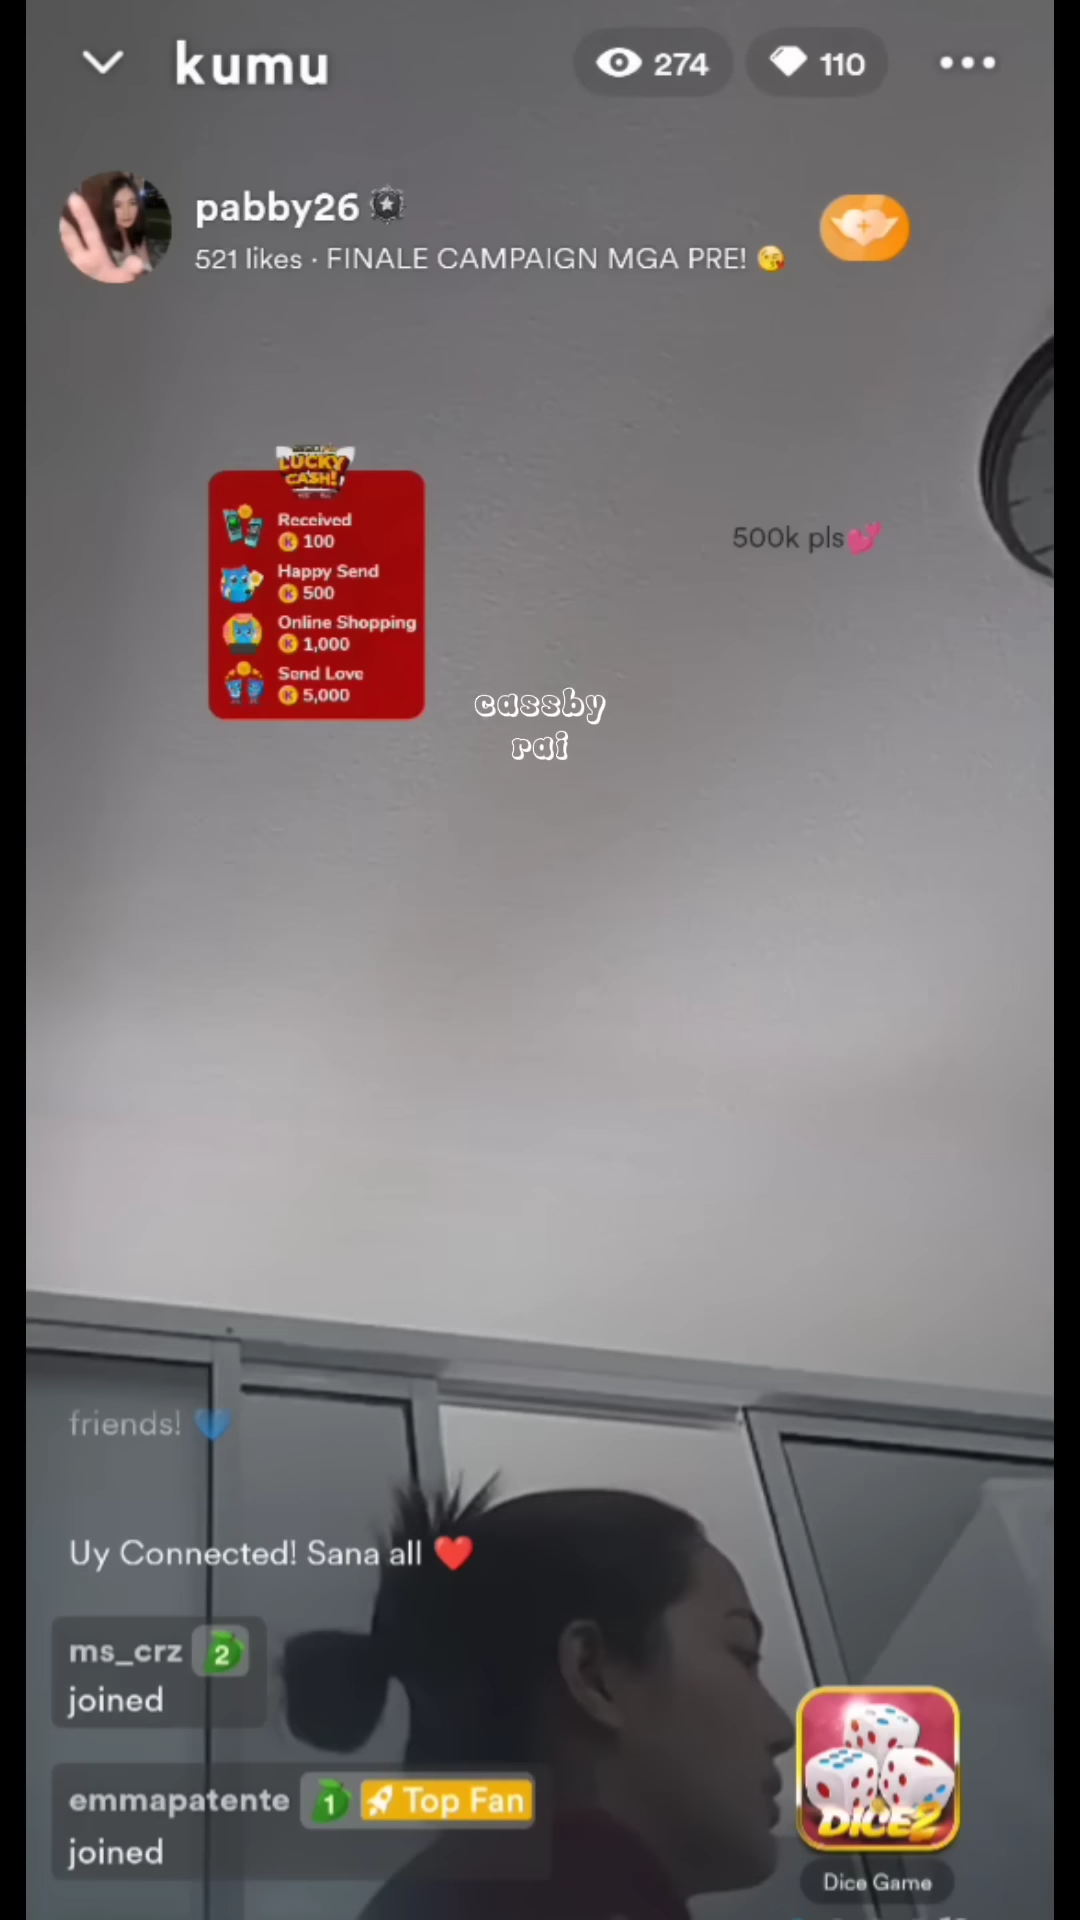 kumu
274
110
pabby26
521 likes · FINALE CAMPAIGN MGA PRE! 😘
LUCKY
CASH!
Received
K 100
Happy Send
K 500
Online Shopping
K 1,000
Send Love
K 5,000
500k pls💕
cassby
rai
friends! 💙
Uy Connected! Sana all ❤️
ms_crz 2
joined
emmapatente 1 Top Fan
joined
DICE2
Dice Game